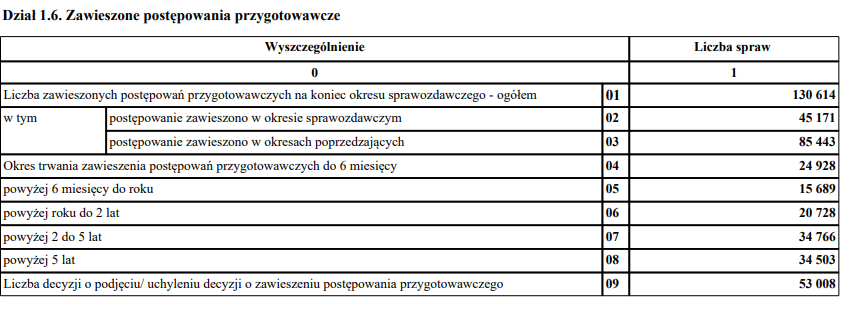 Dział 1.6. Zawieszone postępowania przygotowawcze
Wyszczególnienie Liczba spraw
0 1
Liczba zawieszonych postępowań przygotowawczych na koniec okresu sprawozdawczego - ogółem 01 130 614
w tym postępowanie zawieszono w okresie sprawozdawczym 02 45 171
postępowanie zawieszono w okresach poprzedzających 03 85 443
Okres trwania zawieszenia postępowań przygotowawczych do 6 miesięcy 04 24 928
powyżej 6 miesięcy do roku 05 15 689
powyżej roku do 2 lat 06 20 728
powyżej 2 do 5 lat 07 34 766
powyżej 5 lat 08 34 503
Liczba decyzji o podjęciu/ uchyleniu decyzji o zawieszeniu postępowania przygotowawczego 09 53 008